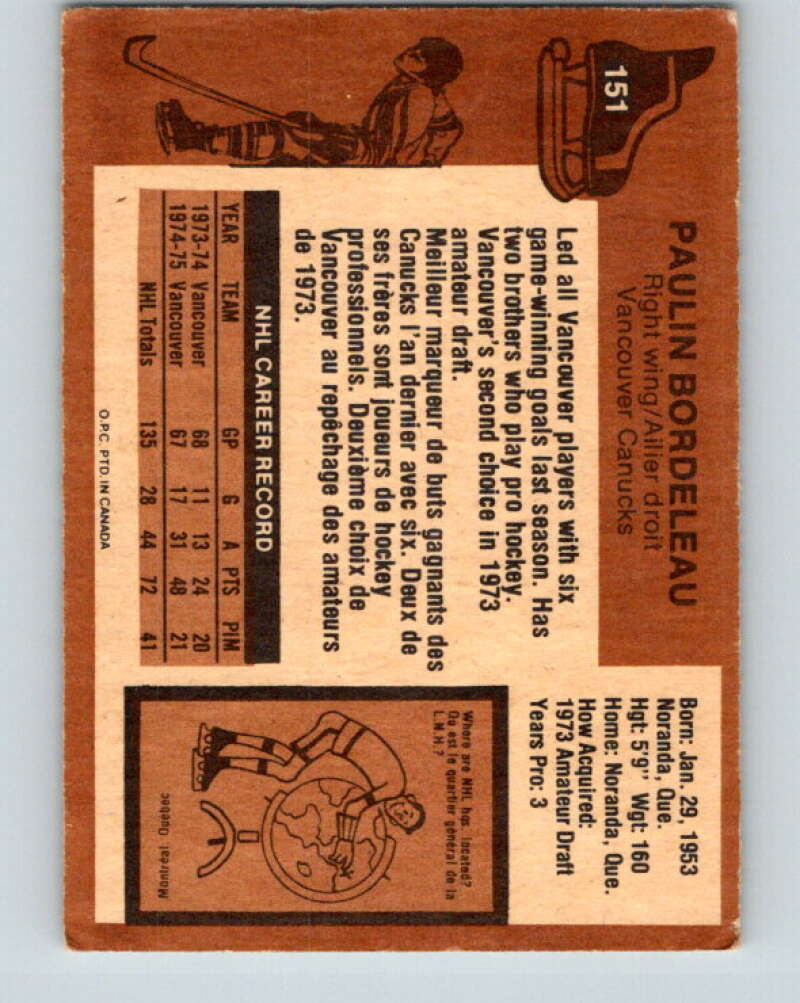 151
PAULIN BORDELEAU
Right wing/Ailier droit
Vancouver Canucks
Born: Jan. 29, 1953
Noranda, Que.
Hgt: 5'9" Wgt: 160
Home: Noranda, Que.
How Acquired:
1973 Amateur Draft
Years Pro: 3
Led all Vancouver players with six
game-winning goals last season. Has
two brothers who play pro hockey.
Vancouver's second choice in 1973
amateur draft.
Meilleur marqueur de buts gagnants des
Canucks l'an dernier avec six. Deux de
ses frères sont joueurs de hockey
professionnels. Deuxième choix de
Vancouver au repêchage des amateurs
de 1973.
NHL CAREER RECORD
YEAR TEAM GP G A PTS PIM
1973-74 Vancouver 68 11 13 24 20
1974-75 Vancouver 67 17 31 48 21
NHL Totals 135 28 44 72 41
O.P.C. PTD. IN CANADA
Where are NHL hqs. located?
Où est le quartier général de la
L.N.H.?
Montréal Québec